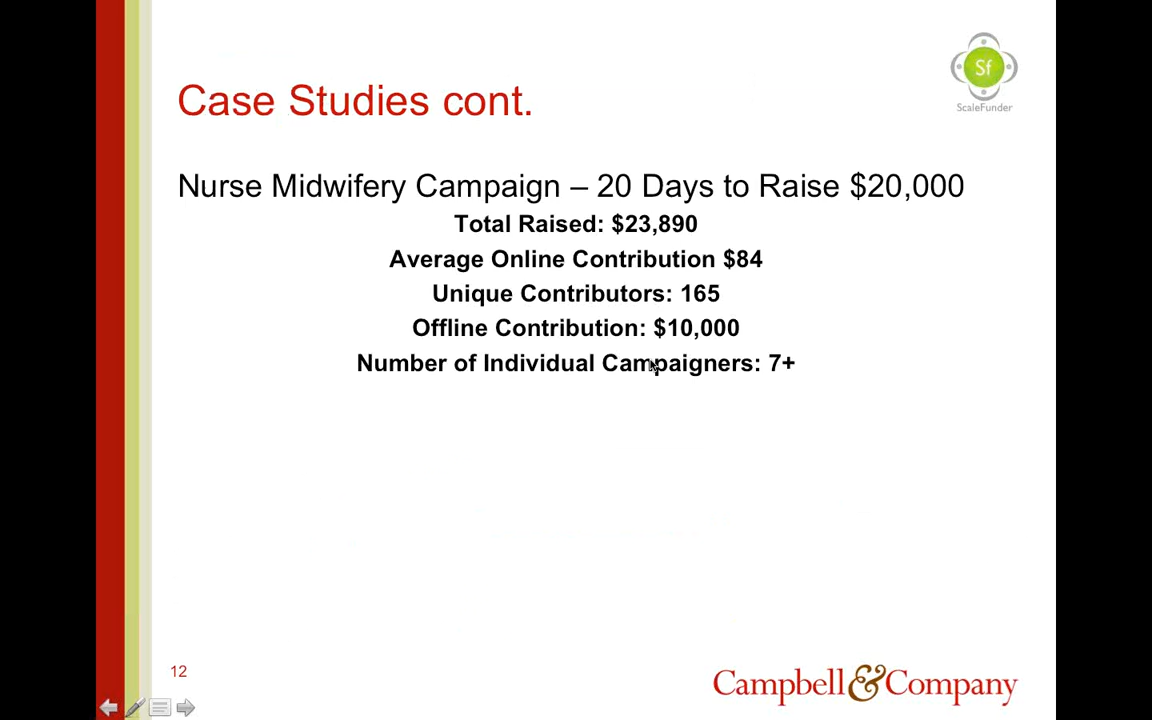 Sf
ScaleFunder
Case Studies cont.
Nurse Midwifery Campaign – 20 Days to Raise $20,000
Total Raised: $23,890
Average Online Contribution $84
Unique Contributors: 165
Offline Contribution: $10,000
Number of Individual Campaigners: 7+
12
Campbell & Company